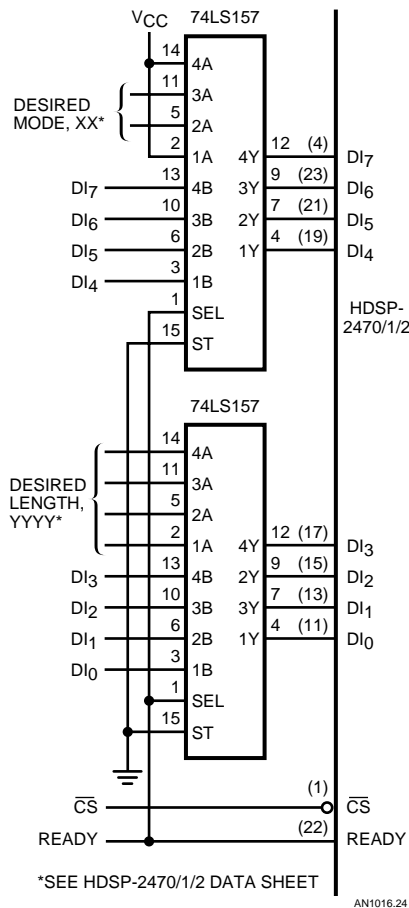 VCC
74LS157
14 4A
11 3A
DESIRED
MODE, XX*
5 2A
2 1A 4Y 12 (4) DI7
DI7 13 4B 3Y 9 (23) DI6
DI6 10 3B 2Y 7 (21) DI5
DI5 6 2B 1Y 4 (19) DI4
DI4 3 1B
1 SEL
HDSP-
2470/1/2
15 ST
74LS157
14 4A
11 3A
DESIRED
LENGTH,
YYYY*
5 2A
2 1A 4Y 12 (17) DI3
DI3 13 4B 2Y 9 (15) DI2
DI2 10 3B 3Y 7 (13) DI1
DI1 6 2B 1Y 4 (11) DI0
DI0 3 1B
1 SEL
15 ST
CS (1) CS
READY (22) READY
*SEE HDSP-2470/1/2 DATA SHEET
AN1016.24